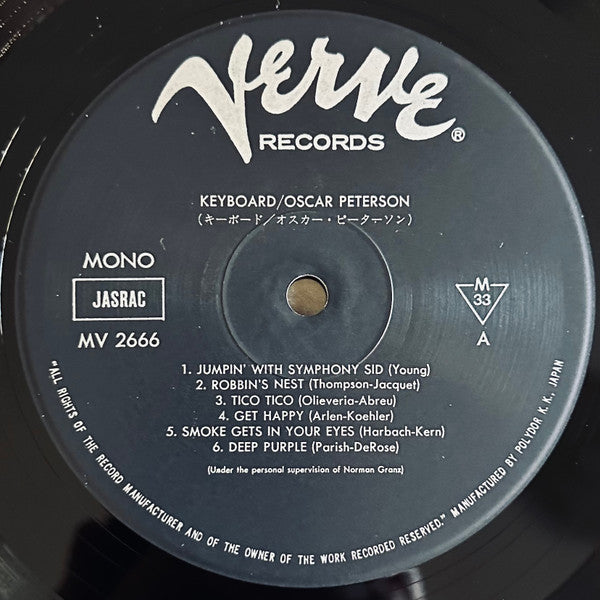 Verve
RECORDS ®
KEYBOARD/OSCAR PETERSON
(キーボード／オスカー・ピーターソン)
MONO
JASRAC
MV 2666
M
33
A
1. JUMPIN' WITH SYMPHONY SID (Young)
2. ROBBIN'S NEST (Thompson-Jacquet)
3. TICO TICO (Olieveria-Abreu)
4. GET HAPPY (Arlen-Koehler)
5. SMOKE GETS IN YOUR EYES (Harbach-Kern)
6. DEEP PURPLE (Parish-DeRose)
(Under the personal supervision of Norman Granz)
"ALL RIGHTS OF THE RECORD MANUFACTURER AND OF THE OWNER OF THE WORK RECORDED RESERVED." MANUFACTURED BY POLYDOR K. K. JAPAN